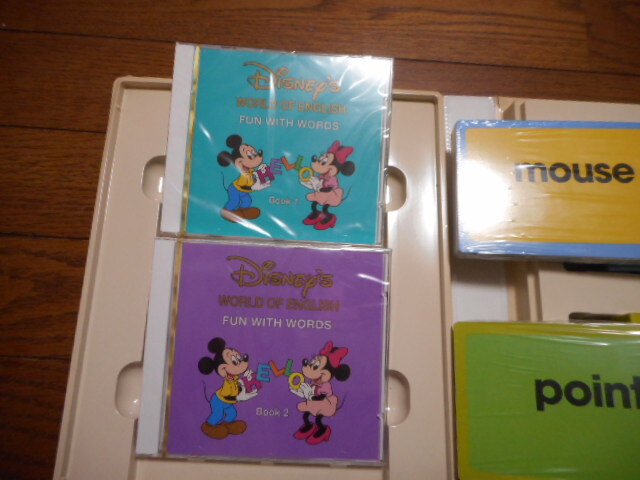 DISNEY'S
WORLD OF ENGLISH
FUN WITH WORDS
HELLO
Book 1
DISNEY'S
WORLD OF ENGLISH
FUN WITH WORDS
HELLO
Book 2
mouse
point